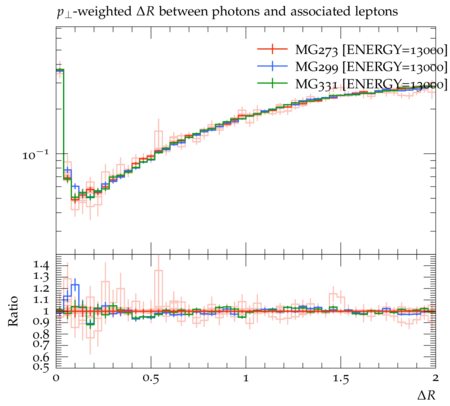 p⊥-weighted ΔR between photons and associated leptons
MG273 [ENERGY=13000]
MG299 [ENERGY=13000]
MG331 [ENERGY=13000]
10⁻¹
1.4
1.3
1.2
1.1
1
0.9
0.8
0.7
0.6
0.5
Ratio
0 0.5 1 1.5 2
ΔR